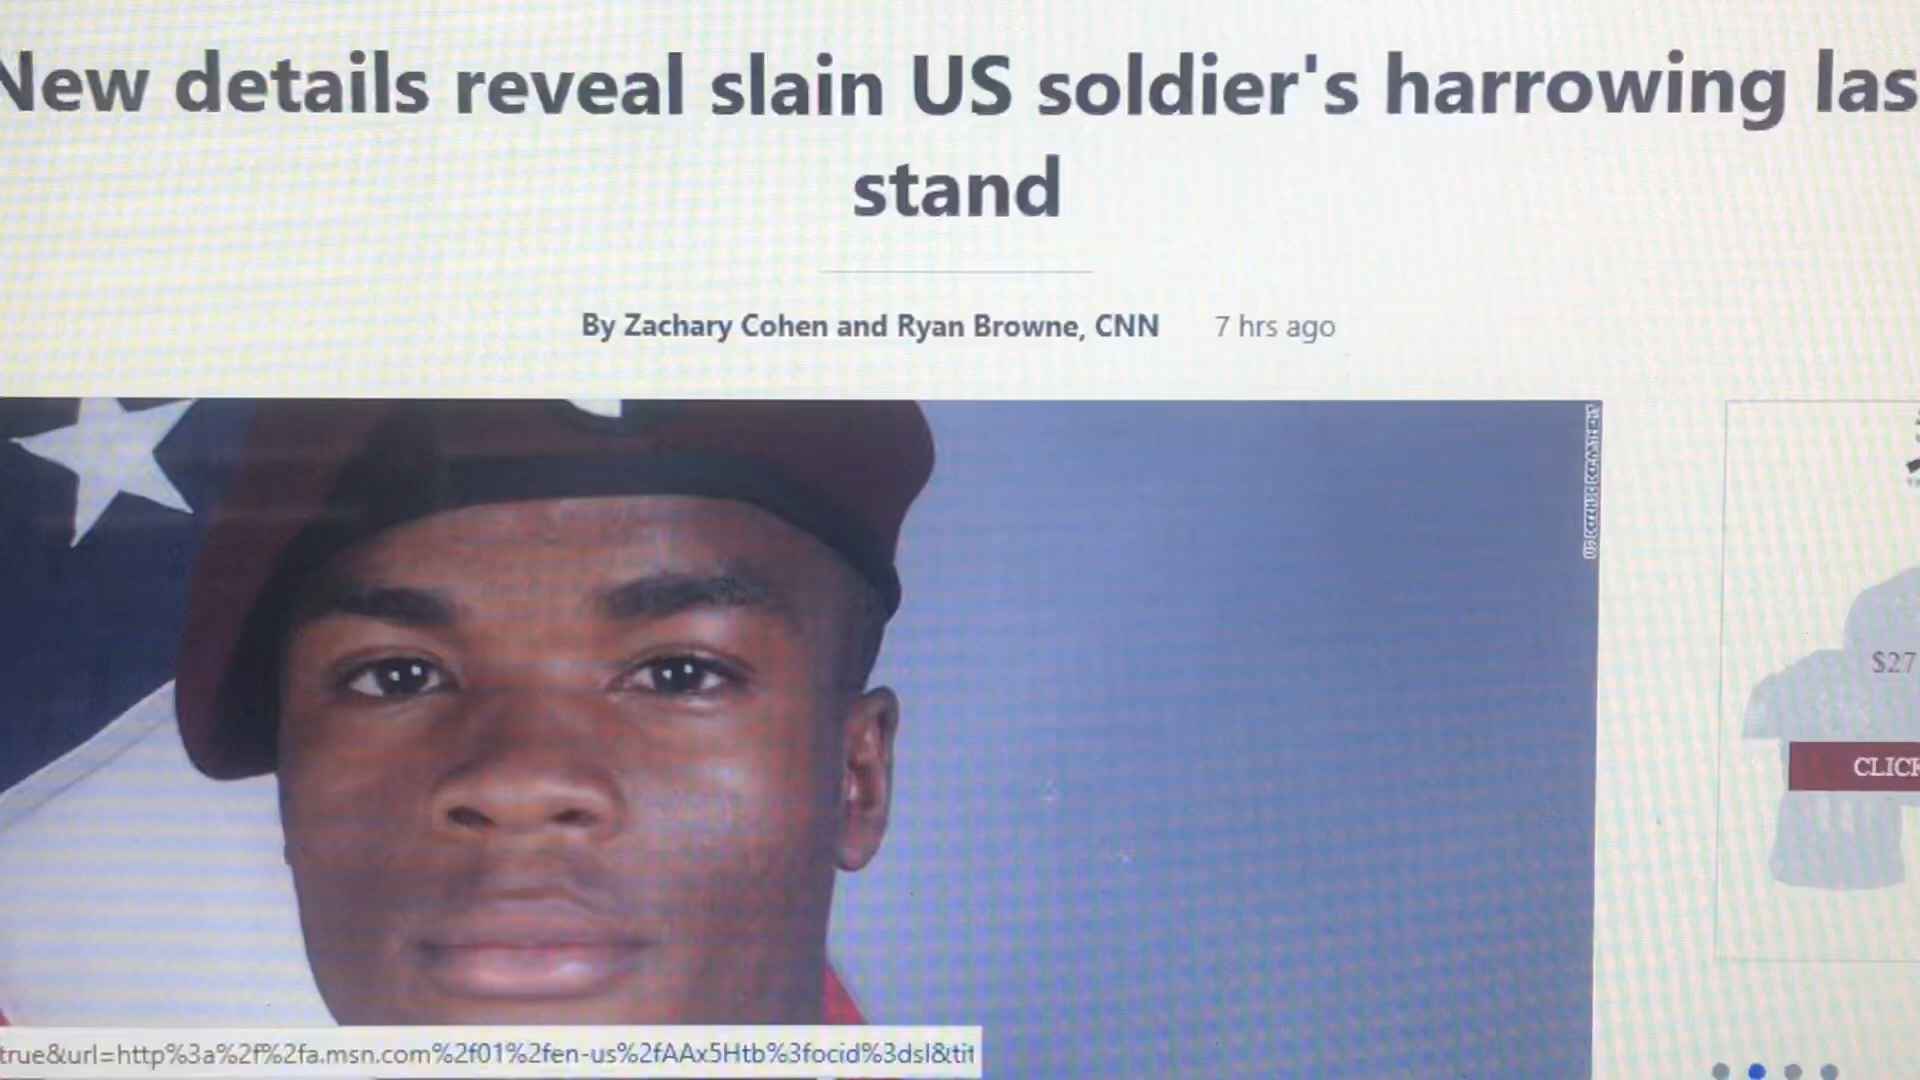 New details reveal slain US soldier's harrowing las
stand
By Zachary Cohen and Ryan Browne, CNN 7 hrs ago
$27
CLICK
true&url=http%3a%2f%2fa.msn.com%2f01%2fen-us%2fAAx5Htb%3focid%3dsl&tit